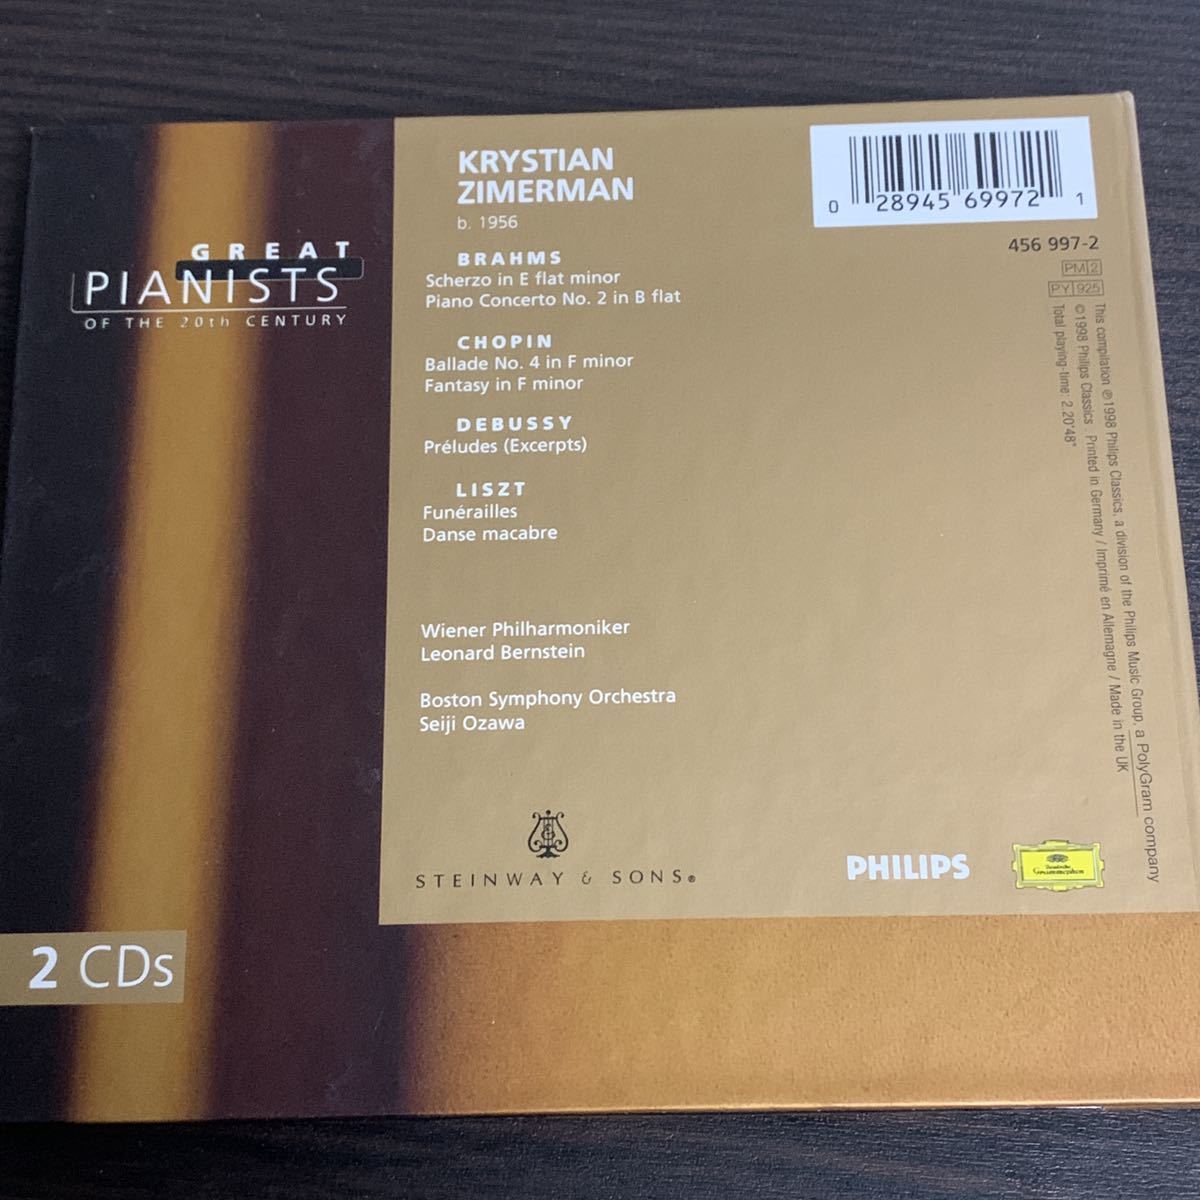 GREAT
PIANISTS
OF THE 20th CENTURY
2 CDs
KRYSTIAN
ZIMERMAN
b. 1956
BRAHMS
Scherzo in E flat minor
Piano Concerto No. 2 in B flat
CHOPIN
Ballade No. 4 in F minor
Fantasy in F minor
DEBUSSY
Préludes (Excerpts)
LISZT
Funérailles
Danse macabre
Wiener Philharmoniker
Leonard Bernstein
Boston Symphony Orchestra
Seiji Ozawa
STEINWAY & SONS®
PHILIPS
Deutsche
Grammophon
0 28945 69972 1
456 997-2
PM 2
PY 925
This compilation ℗1998 Philips Classics, a division of the Philips Music Group, a PolyGram company
©1998 Philips Classics . Printed in Germany / Imprimé en Allemagne / Made in the UK
Total playing-time: 2.20'48"